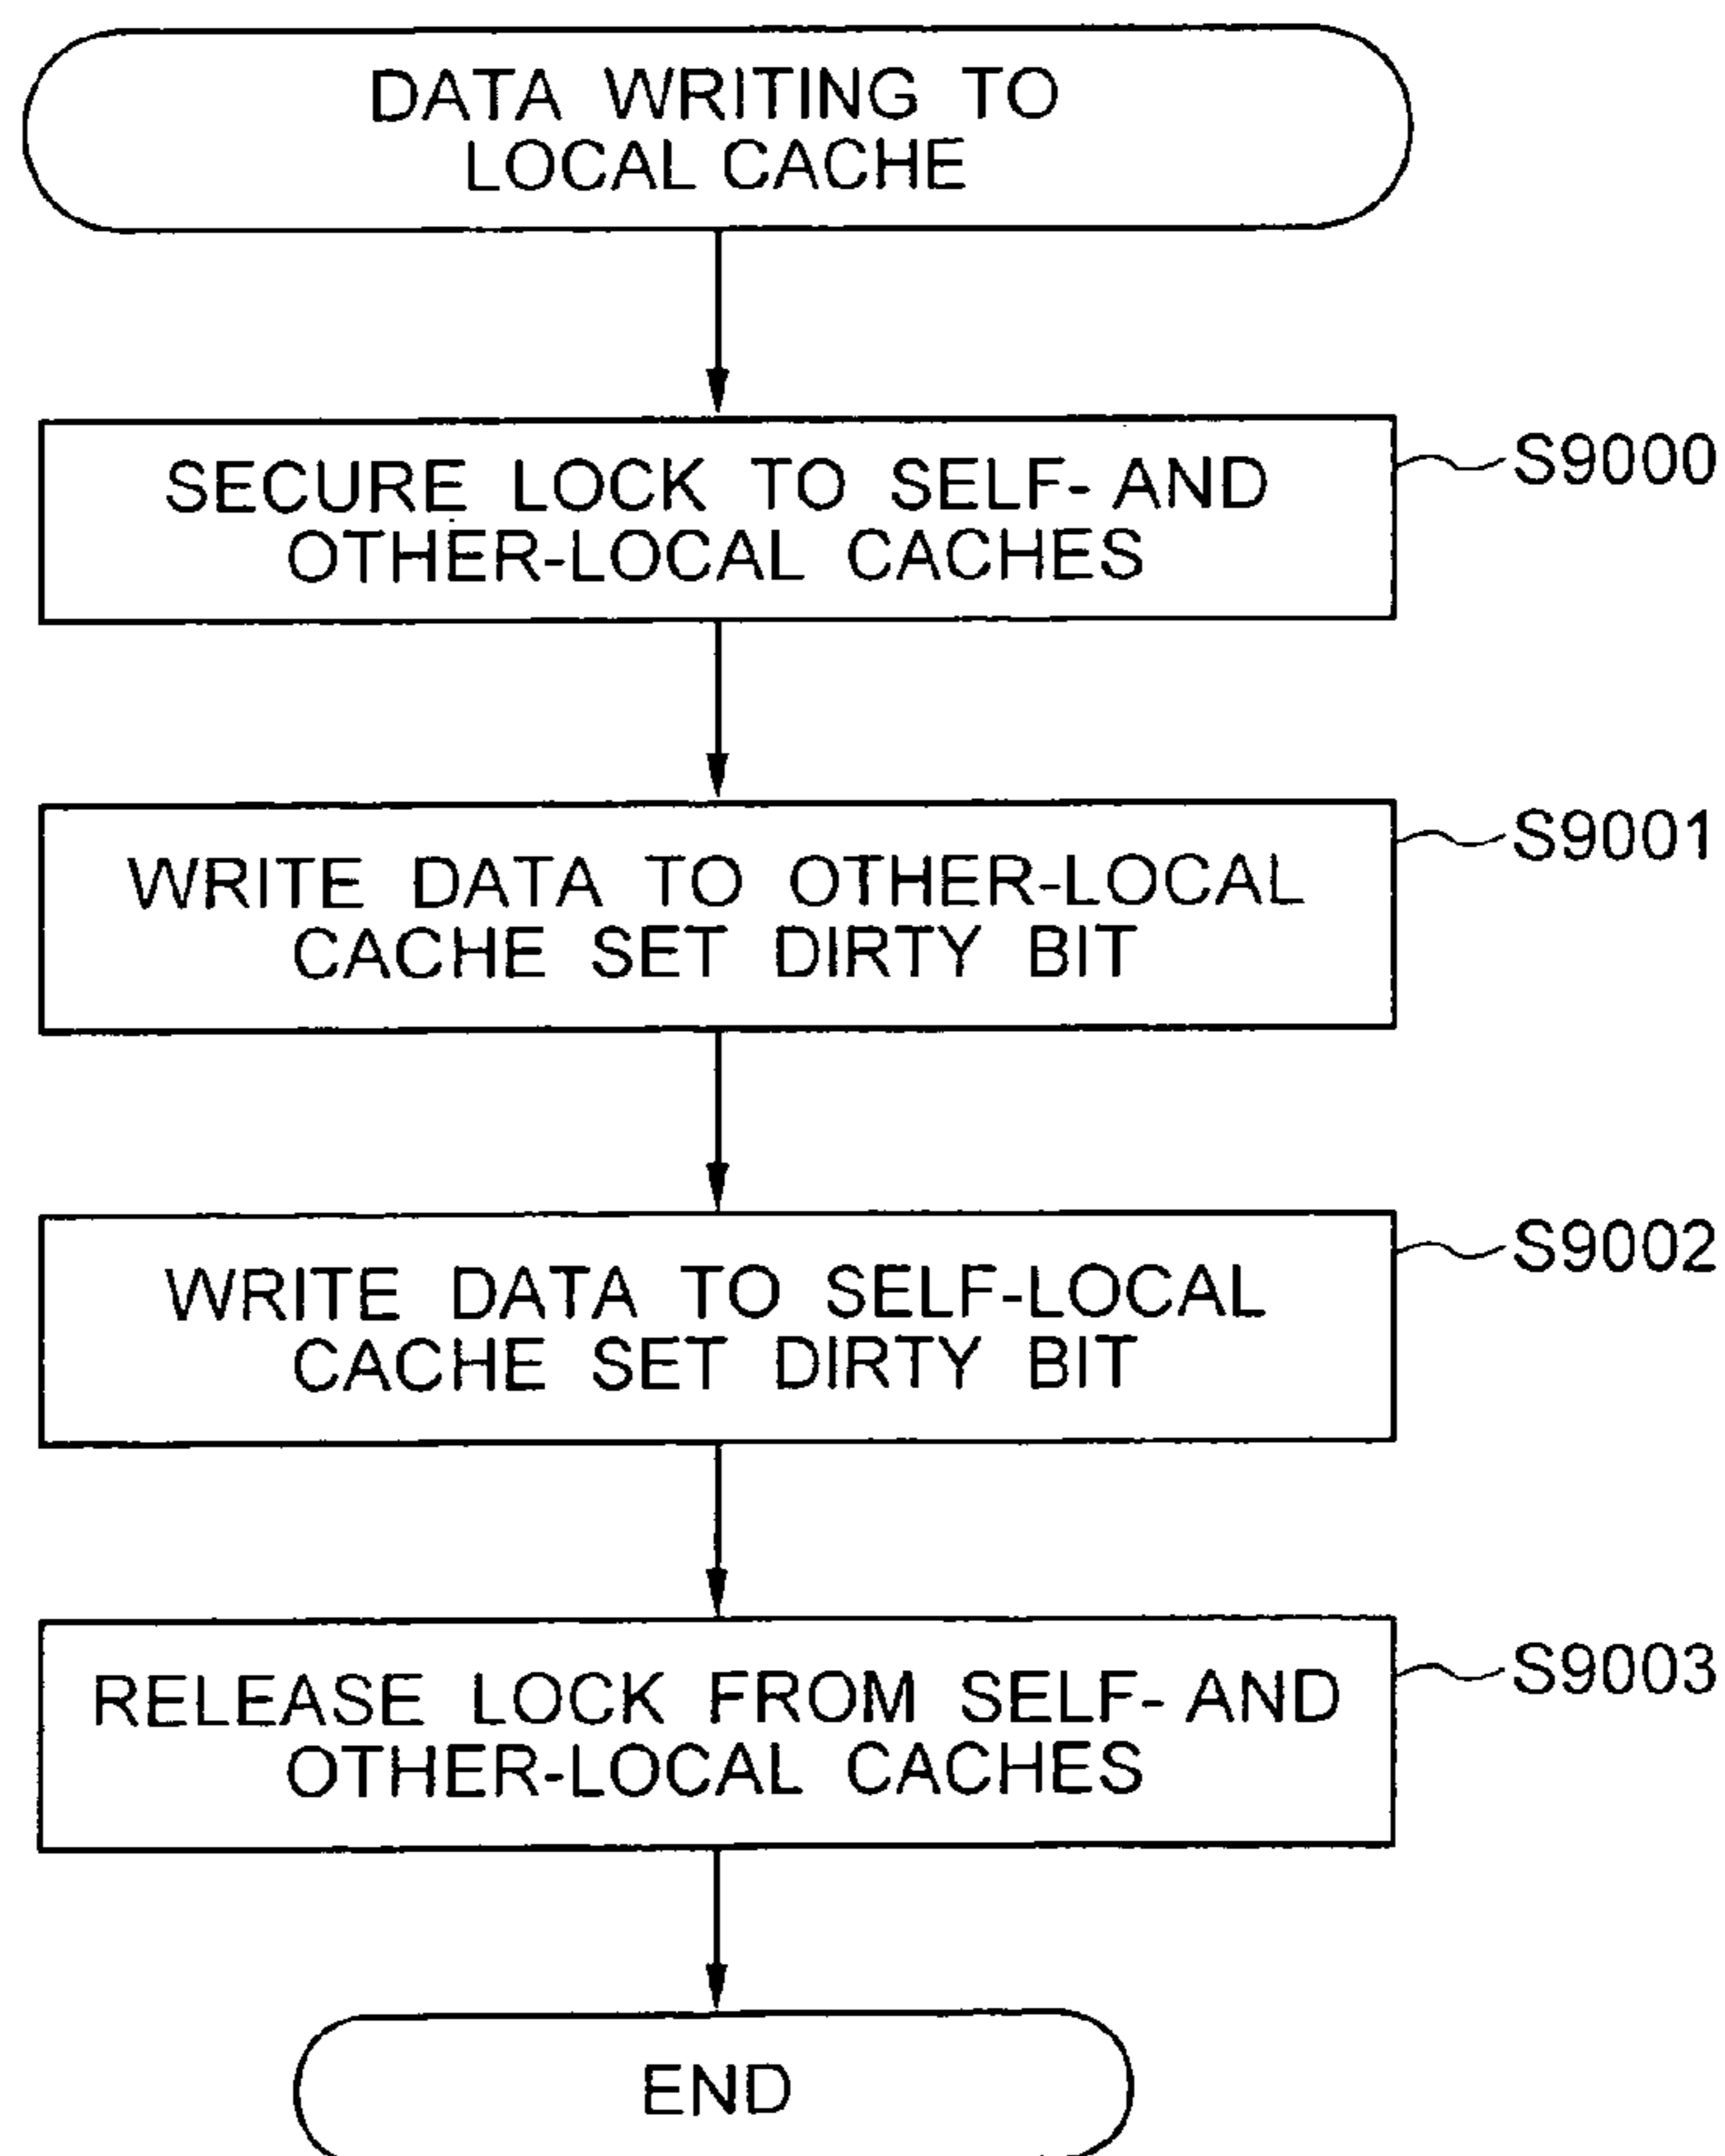 DATA WRITING TO
LOCAL CACHE
SECURE LOCK TO SELF- AND
OTHER-LOCAL CACHES
S9000
WRITE DATA TO OTHER-LOCAL
CACHE SET DIRTY BIT
S9001
WRITE DATA TO SELF-LOCAL
CACHE SET DIRTY BIT
S9002
RELEASE LOCK FROM SELF- AND
OTHER-LOCAL CACHES
S9003
END